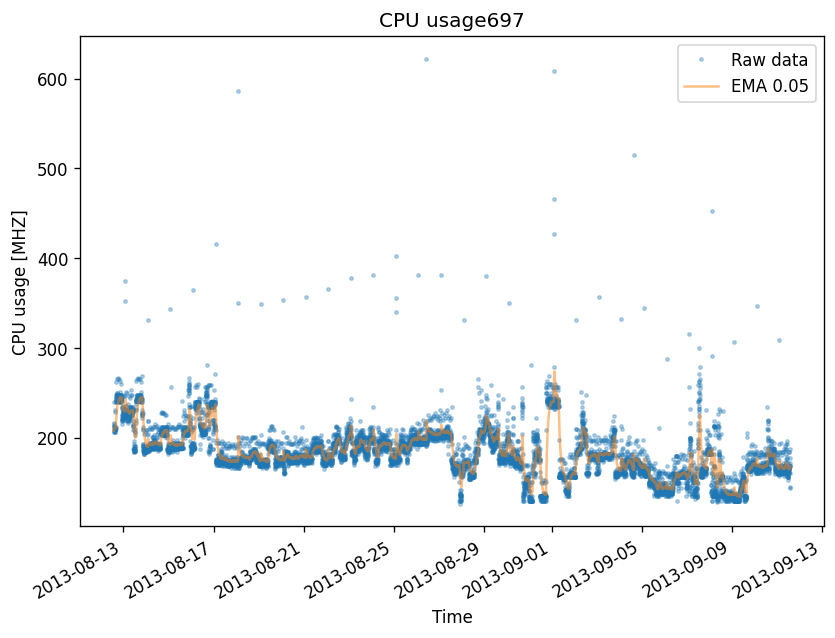 CPU usage697
Raw data
EMA 0.05
CPU usage [MHZ]
600
500
400
300
200
2013-08-13
2013-08-17
2013-08-21
2013-08-25
2013-08-29
2013-09-01
2013-09-05
2013-09-09
2013-09-13
Time